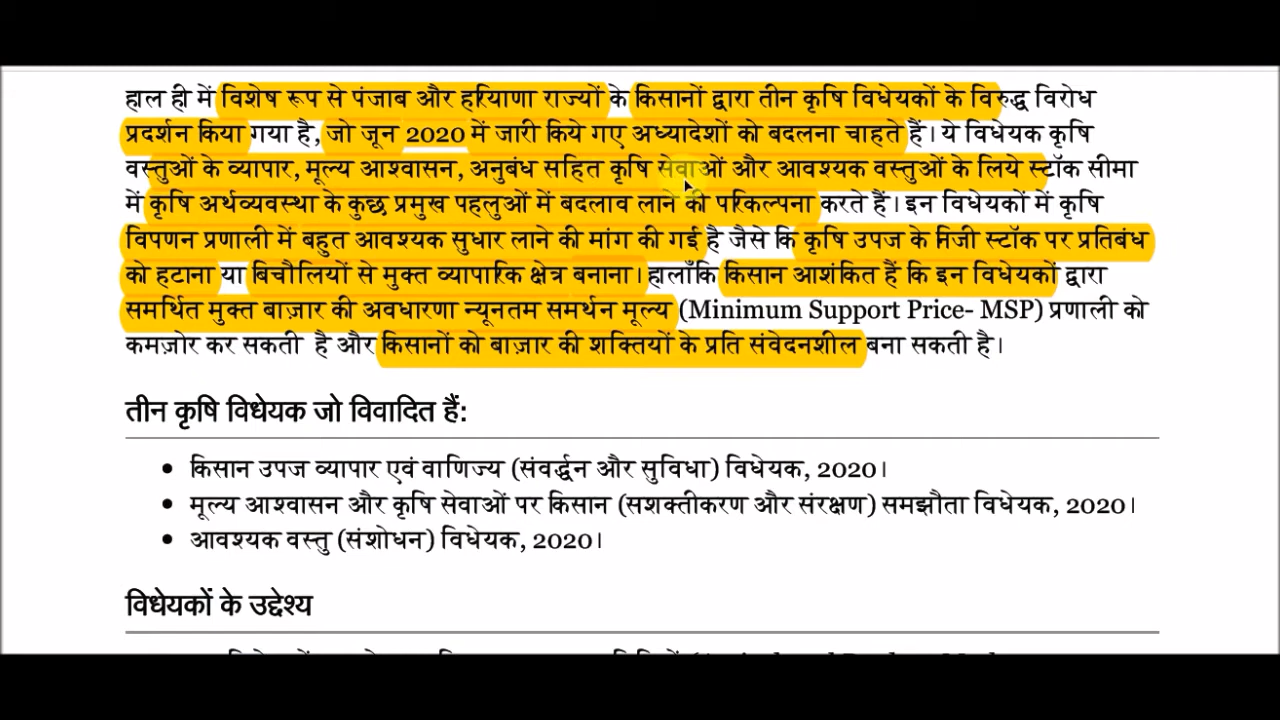 हाल ही में विशेष रूप से पंजाब और हरियाणा राज्यों के किसानों द्वारा तीन कृषि विधेयकों के विरुद्ध विरोध
प्रदर्शन किया गया है, जो जून 2020 में जारी किये गए अध्यादेशों को बदलना चाहते हैं। ये विधेयक कृषि
वस्तुओं के व्यापार, मूल्य आश्वासन, अनुबंध सहित कृषि सेवाओं और आवश्यक वस्तुओं के लिये स्टॉक सीमा
में कृषि अर्थव्यवस्था के कुछ प्रमुख पहलुओं में बदलाव लाने की परिकल्पना करते हैं। इन विधेयकों में कृषि
विपणन प्रणाली में बहुत आवश्यक सुधार लाने की मांग की गई है जैसे कि कृषि उपज के निजी स्टॉक पर प्रतिबंध
को हटाना या बिचौलियों से मुक्त व्यापारिक क्षेत्र बनाना। हालाँकि किसान आशंकित हैं कि इन विधेयकों द्वारा
समर्थित मुक्त बाज़ार की अवधारणा न्यूनतम समर्थन मूल्य (Minimum Support Price- MSP) प्रणाली को
कमज़ोर कर सकती है और किसानों को बाज़ार की शक्तियों के प्रति संवेदनशील बना सकती है।
तीन कृषि विधेयक जो विवादित हैं:
• किसान उपज व्यापार एवं वाणिज्य (संवर्द्धन और सुविधा) विधेयक, 2020।
• मूल्य आश्वासन और कृषि सेवाओं पर किसान (सशक्तीकरण और संरक्षण) समझौता विधेयक, 2020।
• आवश्यक वस्तु (संशोधन) विधेयक, 2020।
विधेयकों के उद्देश्य